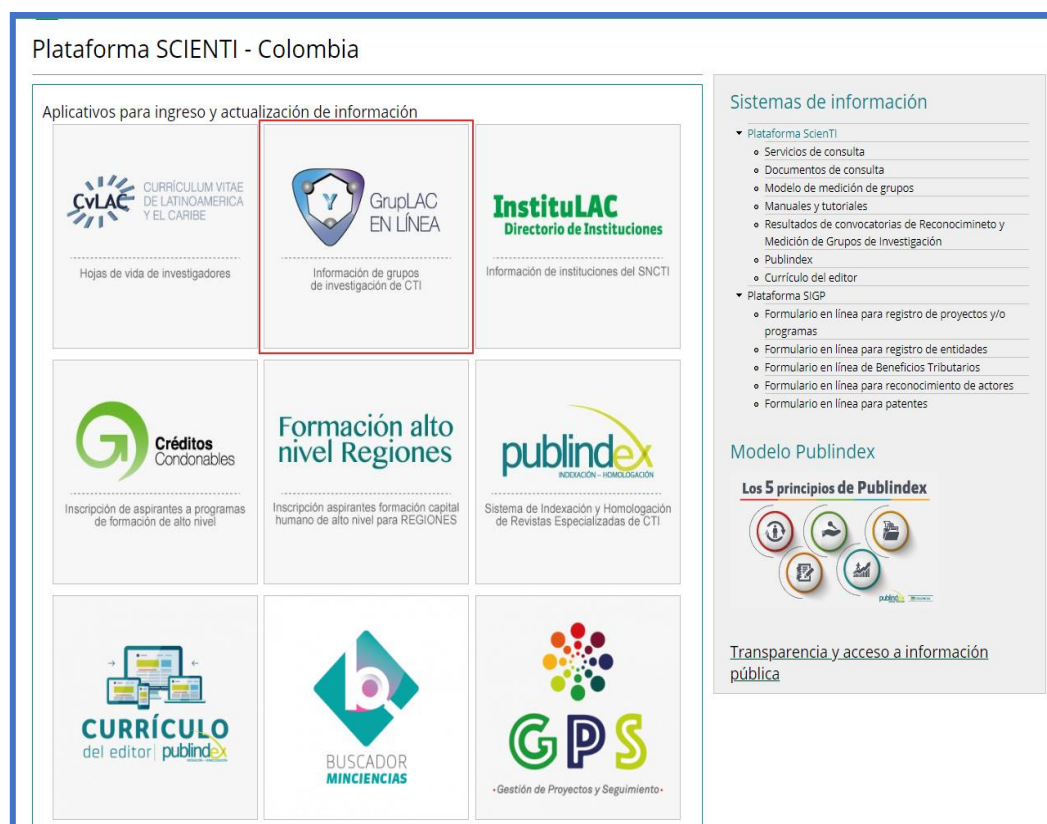 Plataforma SCIENTI - Colombia
Aplicativos para ingreso y actualización de información
CvLAC
CURRÍCULUM VITAE
DE LATINOAMERICA
Y EL CARIBE
Hojas de vida de investigadores
GrupLAC
EN LÍNEA
Información de grupos
de investigación de CTI
InstituLAC
Directorio de Instituciones
Información de instituciones del SNCTI
Créditos
Condonables
Inscripción de aspirantes a programas
de formación de alto nivel
Formación alto
nivel Regiones
Inscripción aspirantes formación capital
humano de alto nivel para REGIONES
publindex
INDEXACIÓN – HOMOLOGACIÓN
Sistema de Indexación y Homologación
de Revistas Especializadas de CTI
CURRÍCULO
del editor| publindex
BUSCADOR
MINCIENCIAS
GPS
•Gestión de Proyectos y Seguimiento•
Sistemas de información
Plataforma ScienTI
Servicios de consulta
Documentos de consulta
Modelo de medición de grupos
Manuales y tutoriales
Resultados de convocatorias de Reconocimineto y
Medición de Grupos de Investigación
Publindex
Currículo del editor
Plataforma SIGP
Formulario en línea para registro de proyectos y/o
programas
Formulario en línea para registro de entidades
Formulario en línea de Beneficios Tributarios
Formulario en línea para reconocimiento de actores
Formulario en línea para patentes
Modelo Publindex
Los 5 principios de Publindex
publindex
Transparencia y acceso a información
pública